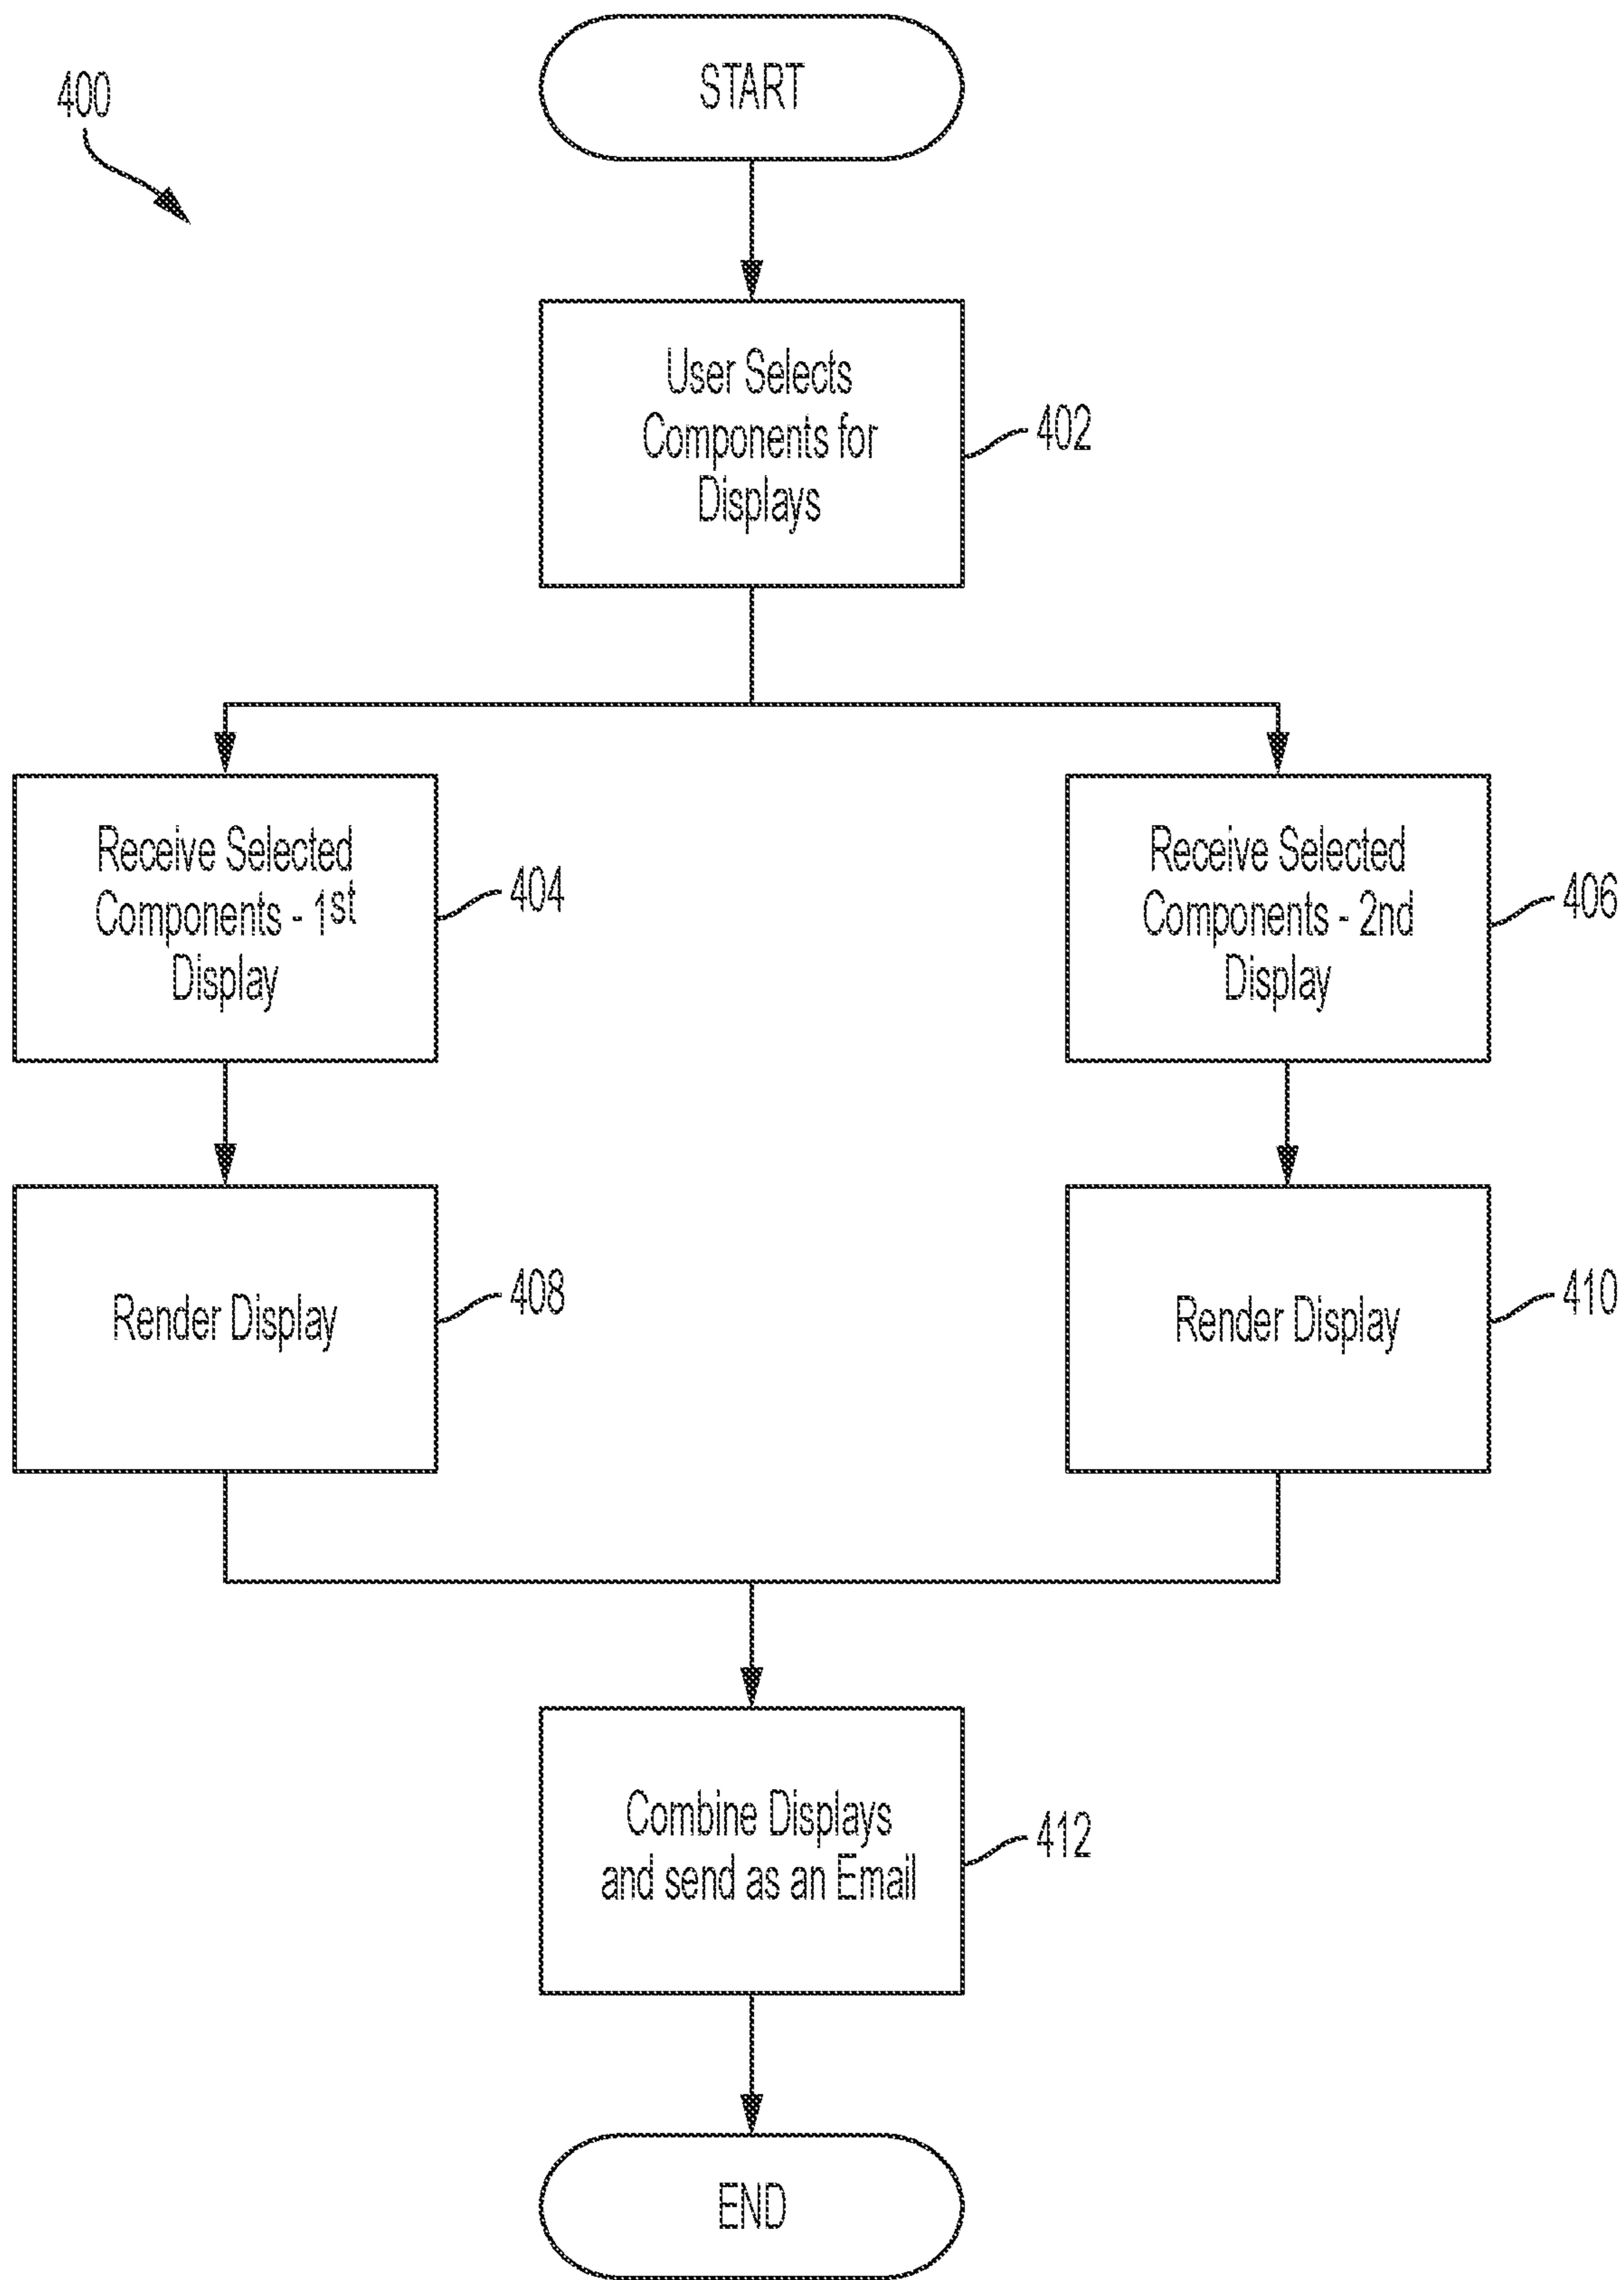 400
START
User Selects
Components for
Displays
402
Receive Selected
Components - 1st
Display
404
Receive Selected
Components - 2nd
Display
406
Render Display
408
Render Display
410
Combine Displays
and send as an Email
412
END